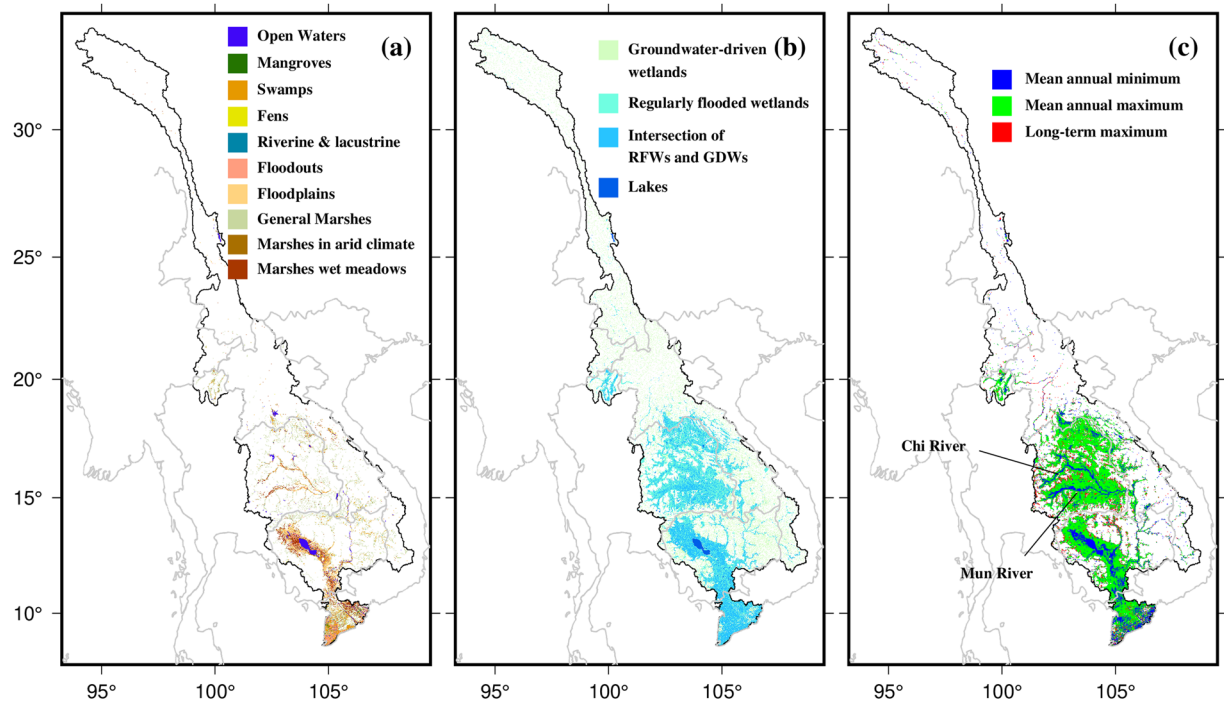 (a)
Open Waters
Mangroves
Swamps
Fens
Riverine & lacustrine
Floodouts
Floodplains
General Marshes
Marshes in arid climate
Marshes wet meadows
(b)
Groundwater-driven
wetlands
Regularly flooded wetlands
Intersection of
RFWs and GDWs
Lakes
(c)
Mean annual minimum
Mean annual maximum
Long-term maximum
Chi River
Mun River
30°
25°
20°
15°
10°
95°
100°
105°
95°
100°
105°
95°
100°
105°